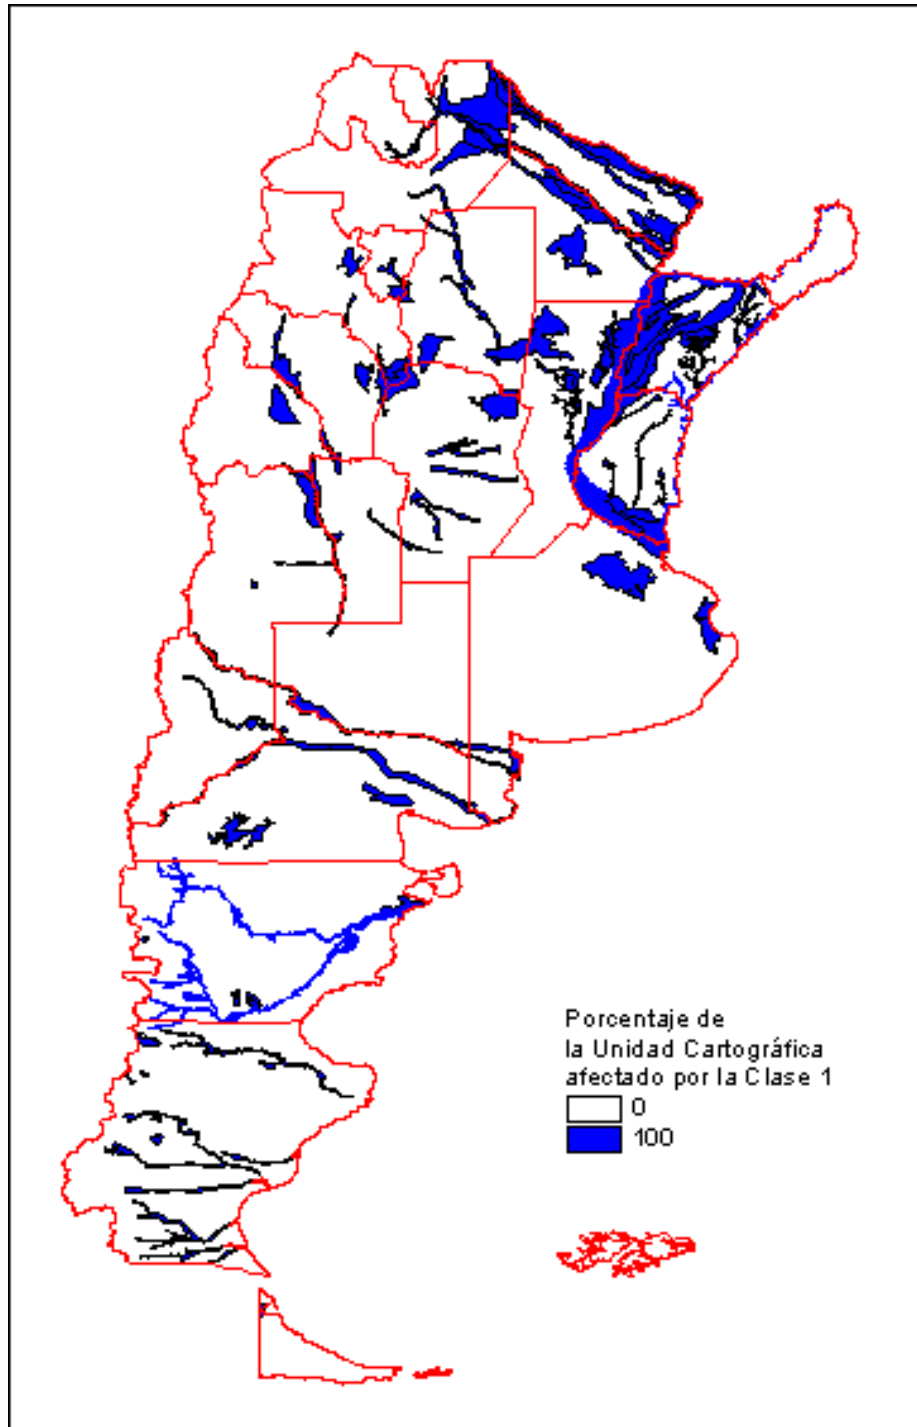 Porcentaje de
la Unidad Cartográfica
afectado por la Clase 1
0
100